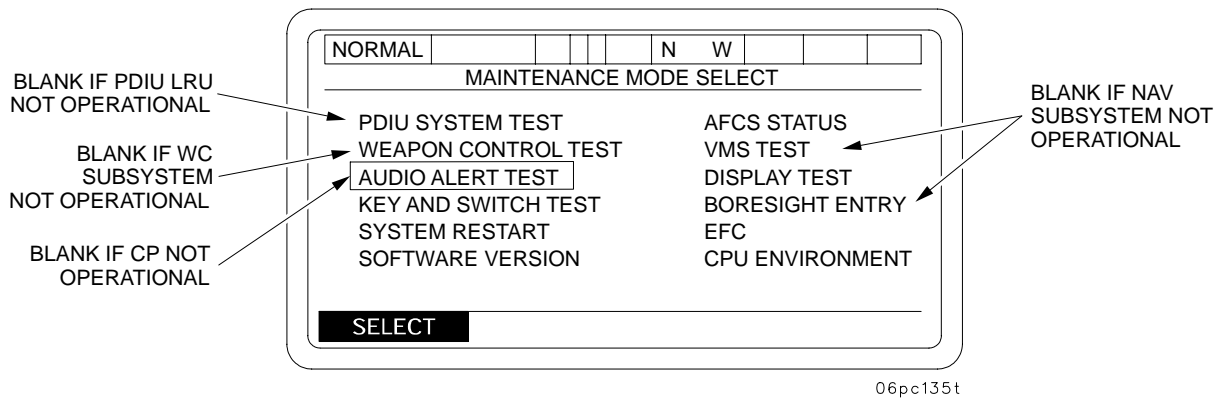 NORMAL N W
MAINTENANCE MODE SELECT
BLANK IF PDIU LRU
NOT OPERATIONAL
BLANK IF WC
SUBSYSTEM
NOT OPERATIONAL
BLANK IF CP NOT
OPERATIONAL
PDIU SYSTEM TEST
WEAPON CONTROL TEST
AUDIO ALERT TEST
KEY AND SWITCH TEST
SYSTEM RESTART
SOFTWARE VERSION
AFCS STATUS
VMS TEST
DISPLAY TEST
BORESIGHT ENTRY
EFC
CPU ENVIRONMENT
BLANK IF NAV
SUBSYSTEM NOT
OPERATIONAL
SELECT
06pc135t